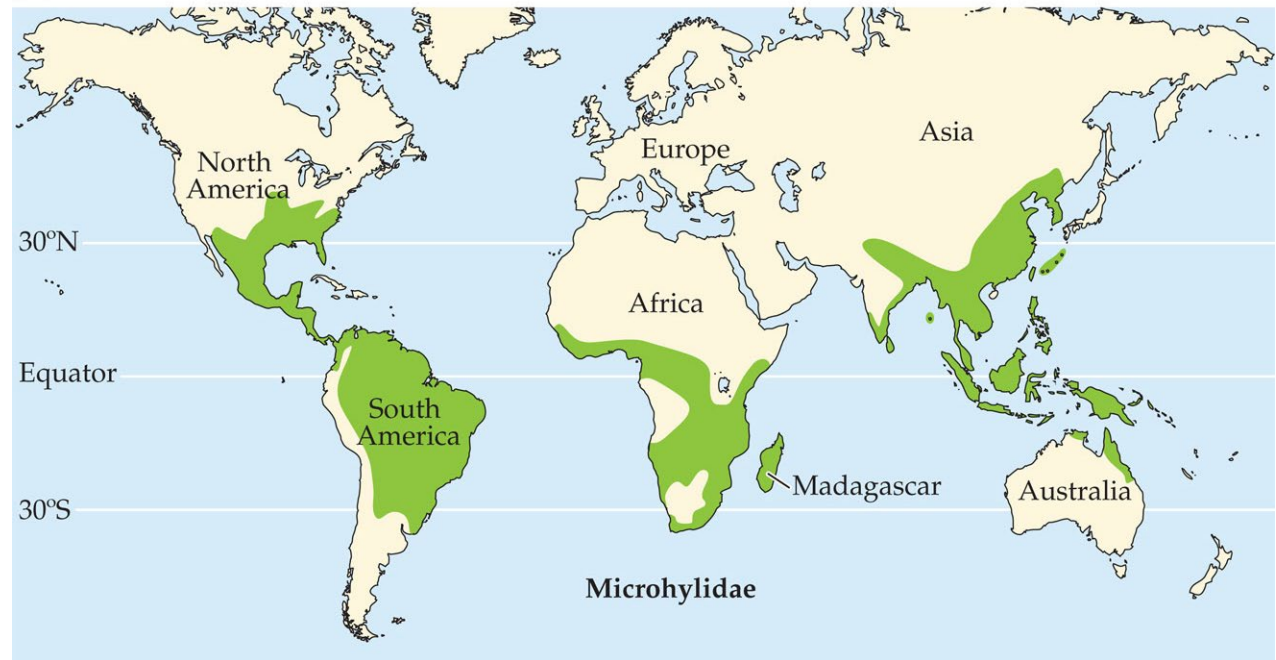 Asia
Europe
North
America
30ºN
Africa
Equator
South
America
Madagascar
Australia
30ºS
Microhylidae